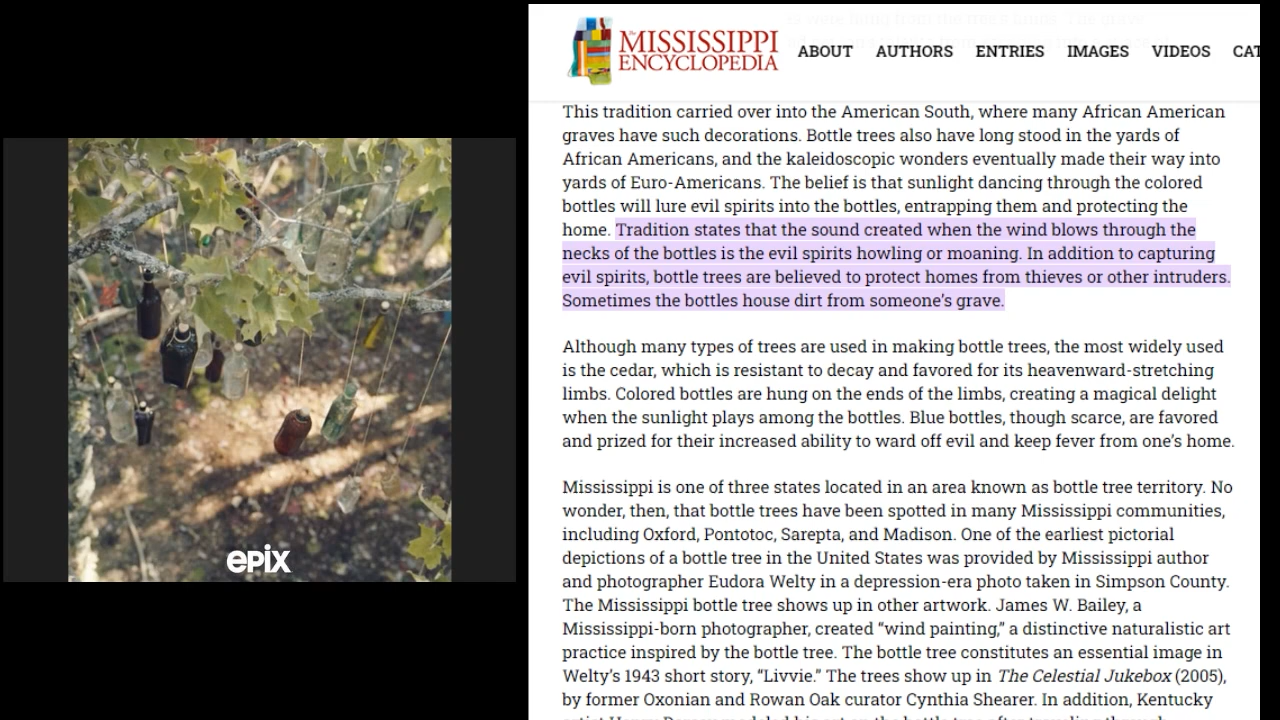 epix
The
MISSISSIPPI
ENCYCLOPEDIA
ABOUT AUTHORS ENTRIES IMAGES VIDEOS CAT
This tradition carried over into the American South, where many African American
graves have such decorations. Bottle trees also have long stood in the yards of
African Americans, and the kaleidoscopic wonders eventually made their way into
yards of Euro-Americans. The belief is that sunlight dancing through the colored
bottles will lure evil spirits into the bottles, entrapping them and protecting the
home. Tradition states that the sound created when the wind blows through the
necks of the bottles is the evil spirits howling or moaning. In addition to capturing
evil spirits, bottle trees are believed to protect homes from thieves or other intruders.
Sometimes the bottles house dirt from someone's grave.
Although many types of trees are used in making bottle trees, the most widely used
is the cedar, which is resistant to decay and favored for its heavenward-stretching
limbs. Colored bottles are hung on the ends of the limbs, creating a magical delight
when the sunlight plays among the bottles. Blue bottles, though scarce, are favored
and prized for their increased ability to ward off evil and keep fever from one's home.
Mississippi is one of three states located in an area known as bottle tree territory. No
wonder, then, that bottle trees have been spotted in many Mississippi communities,
including Oxford, Pontotoc, Sarepta, and Madison. One of the earliest pictorial
depictions of a bottle tree in the United States was provided by Mississippi author
and photographer Eudora Welty in a depression-era photo taken in Simpson County.
The Mississippi bottle tree shows up in other artwork. James W. Bailey, a
Mississippi-born photographer, created “wind painting,” a distinctive naturalistic art
practice inspired by the bottle tree. The bottle tree constitutes an essential image in
Welty's 1943 short story, “Livvie.” The trees show up in The Celestial Jukebox (2005),
by former Oxonian and Rowan Oak curator Cynthia Shearer. In addition, Kentucky